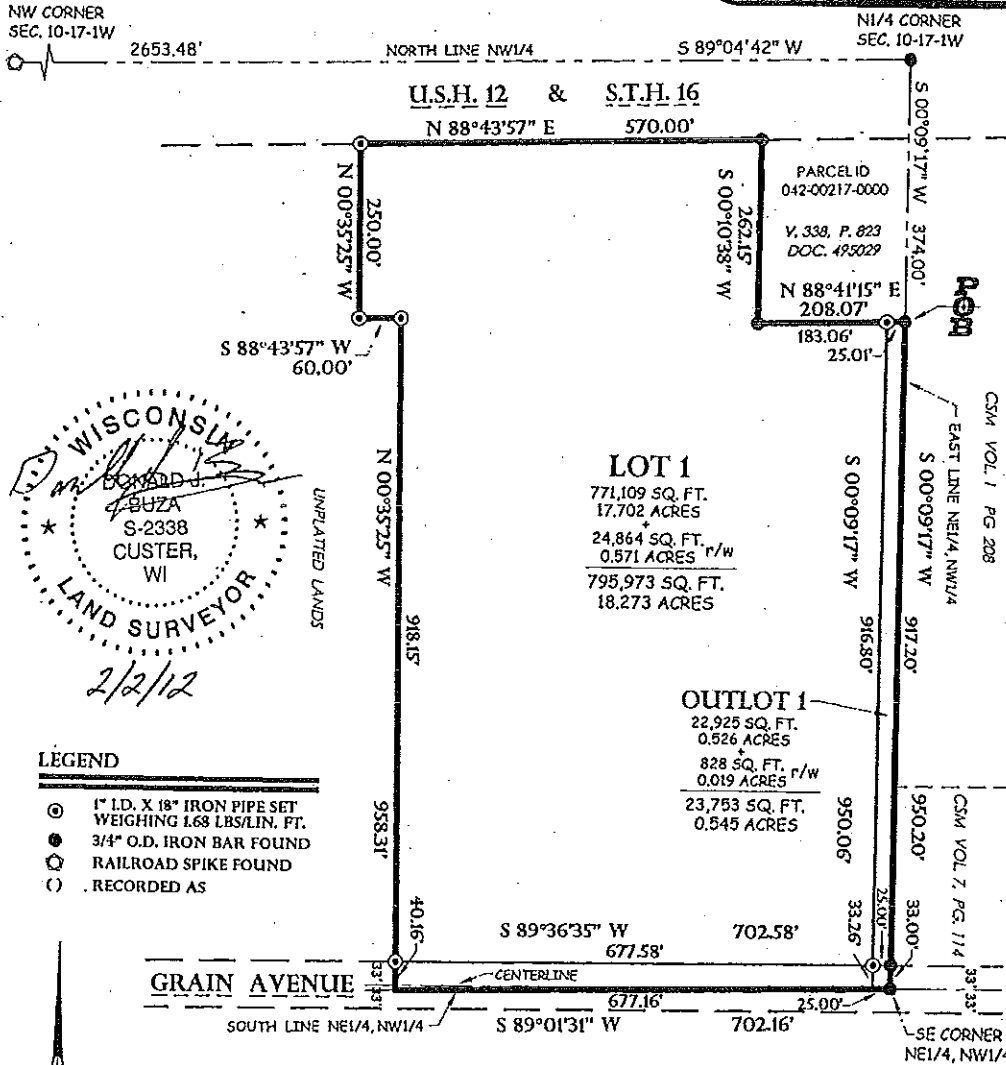 NW CORNER
SEC. 10-17-1W
2653.48'
NORTH LINE NW1/4
S 89°04'42" W
N1/4 CORNER
SEC. 10-17-1W
U.S.H. 12 & S.T.H. 16
N 88°43'57" E 570.00'
S 00°09'17" W 374.00'
PARCEL ID
042-00217-0000
V. 338, P. 823
DOC. 495029
250.00'
N 00°35'25" W
262.15'
S 00°10'38" W
N 88°41'15" E
208.07'
183.06'
25.01'
P.O.B.
S 88°43'57" W
60.00'
CSM VOL. 1 PG 208
EAST LINE NE1/4, NW1/4
WISCONSIN
DONALD J.
BUZA
S-2338
CUSTER,
WI
LAND SURVEYOR
2/2/12
UNPLATTED LANDS
N 00°35'25" W
918.15'
958.31'
40.16'
LOT 1
771,109 SQ. FT.
17.702 ACRES
+
24,864 SQ. FT.
0.571 ACRES r/w
795,973 SQ. FT.
18.273 ACRES
S 00°09'17" W
S 00°09'17" W
916.80'
917.20'
OUTLOT 1
22,925 SQ. FT.
0.526 ACRES
+
828 SQ. FT.
0.019 ACRES r/w
23,753 SQ. FT.
0.545 ACRES
950.06'
950.20'
CSM VOL 7, PG. 114
33.26'
25.00'
33.00'
LEGEND
1" I.D. X 18" IRON PIPE SET
WEIGHING 1.68 LBS/LIN. FT.
3/4" O.D. IRON BAR FOUND
RAILROAD SPIKE FOUND
( ) . RECORDED AS
S 89°36'35" W 702.58'
677.58'
GRAIN AVENUE
33' 33'
CENTERLINE
33' 33'
677.16'
25.00'
SOUTH LINE NE1/4, NW1/4
S 89°01'31" W 702.16'
SE CORNER
NE1/4, NW1/4